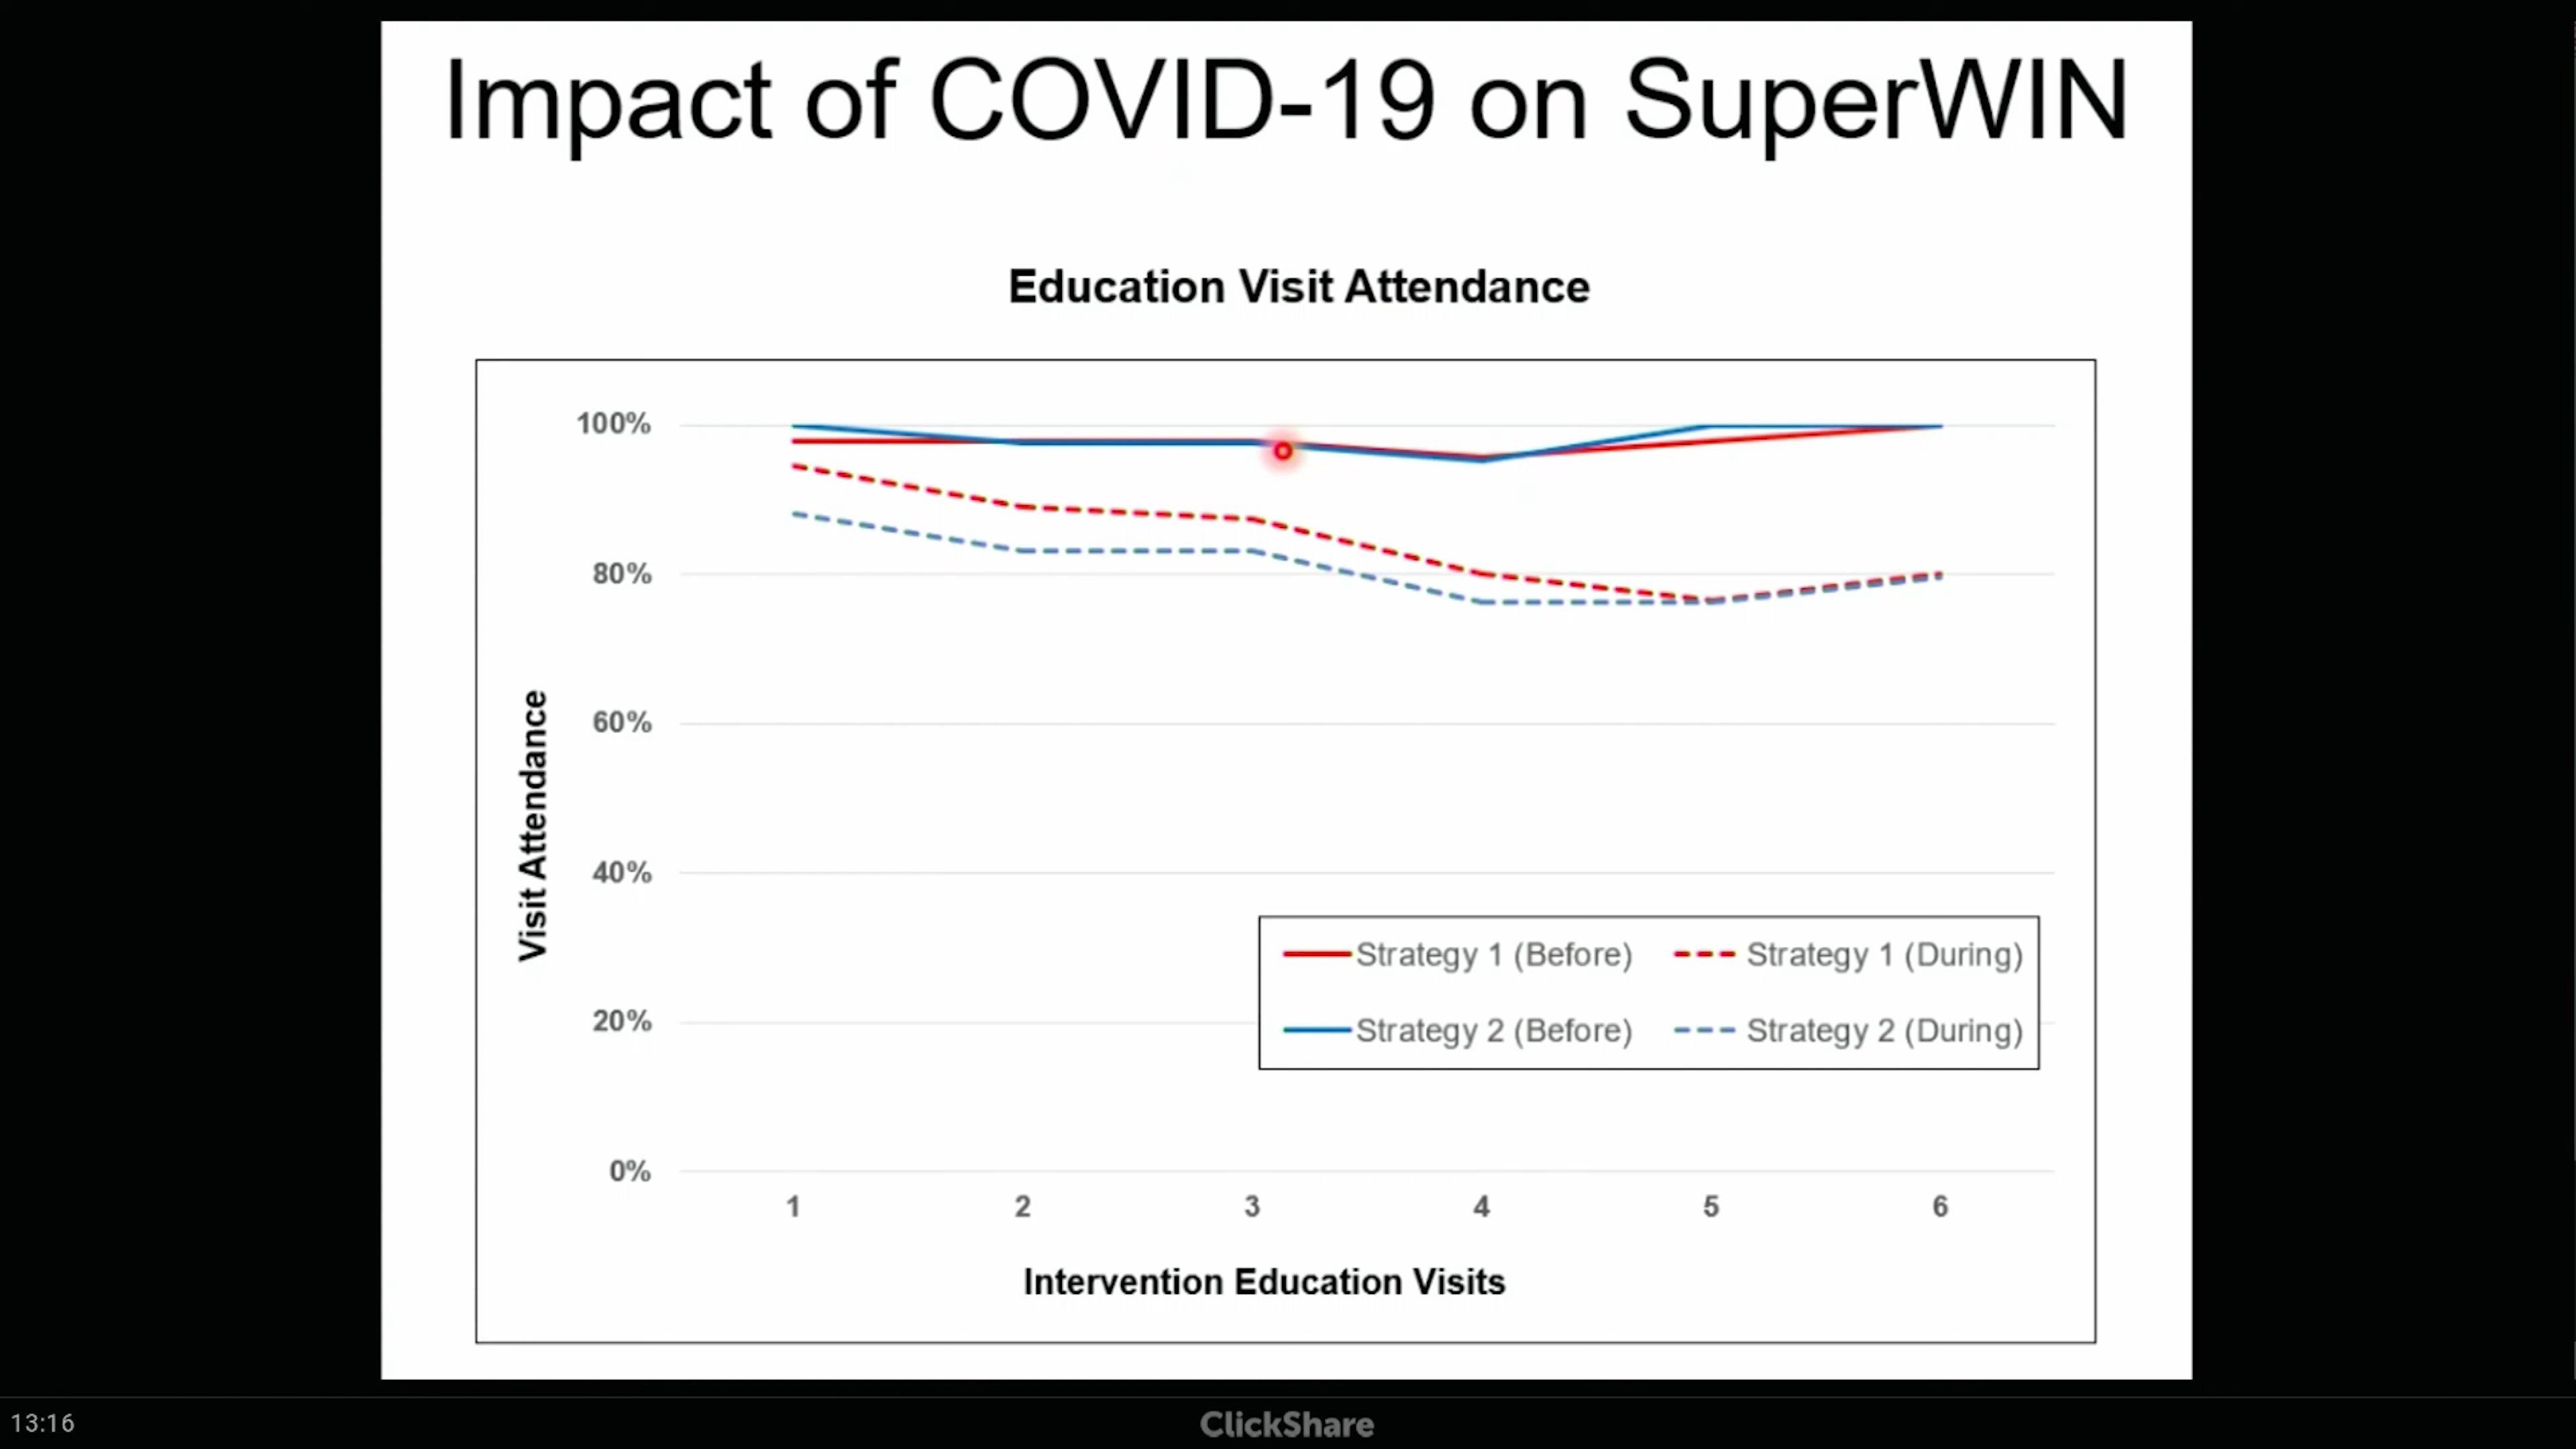 Impact of COVID-19 on SuperWIN
Education Visit Attendance
100%
80%
60%
40%
20%
0%
Visit Attendance
Strategy 1 (Before)
Strategy 1 (During)
Strategy 2 (Before)
Strategy 2 (During)
1 2 3 4 5 6
Intervention Education Visits
13:16
ClickShare